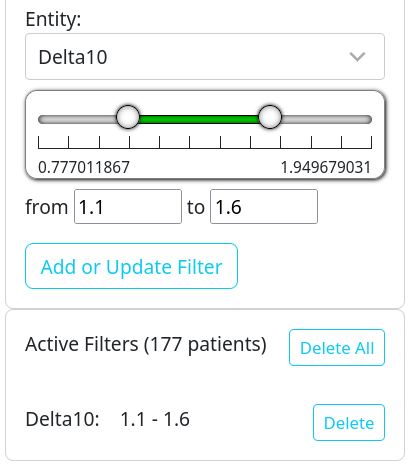 Entity:
Delta10
0.777011867 1.949679031
from 1.1 to 1.6
Add or Update Filter
Active Filters (177 patients) Delete All
Delta10: 1.1 - 1.6 Delete